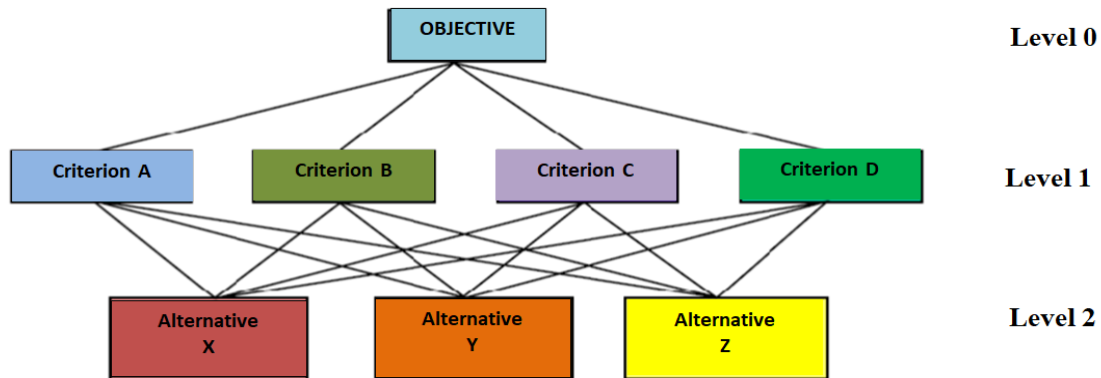 OBJECTIVE
Level 0
Criterion A
Criterion B
Criterion C
Criterion D
Level 1
Alternative
X
Alternative
Y
Alternative
Z
Level 2